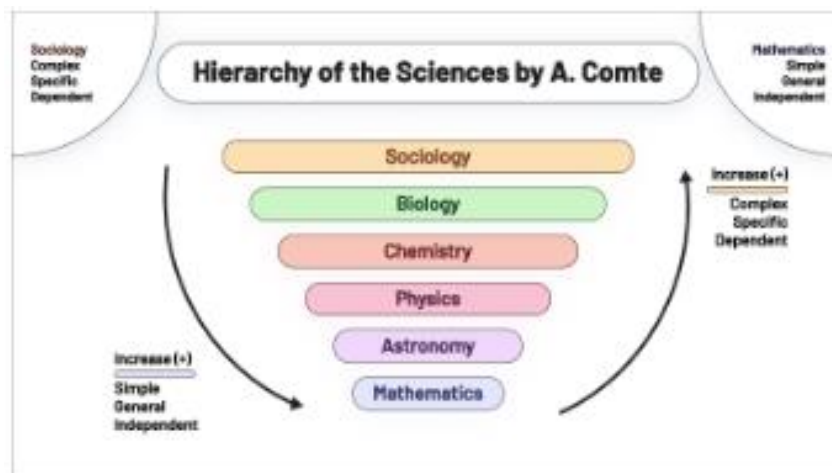 Sociology
Complex
Specific
Dependent
Hierarchy of the Sciences by A. Comte
Mathematics
Simple
General
Independent
Sociology
Biology
Chemistry
Physics
Astronomy
Mathematics
Increase (+)
Complex
Specific
Dependent
Increase (+)
Simple
General
Independent